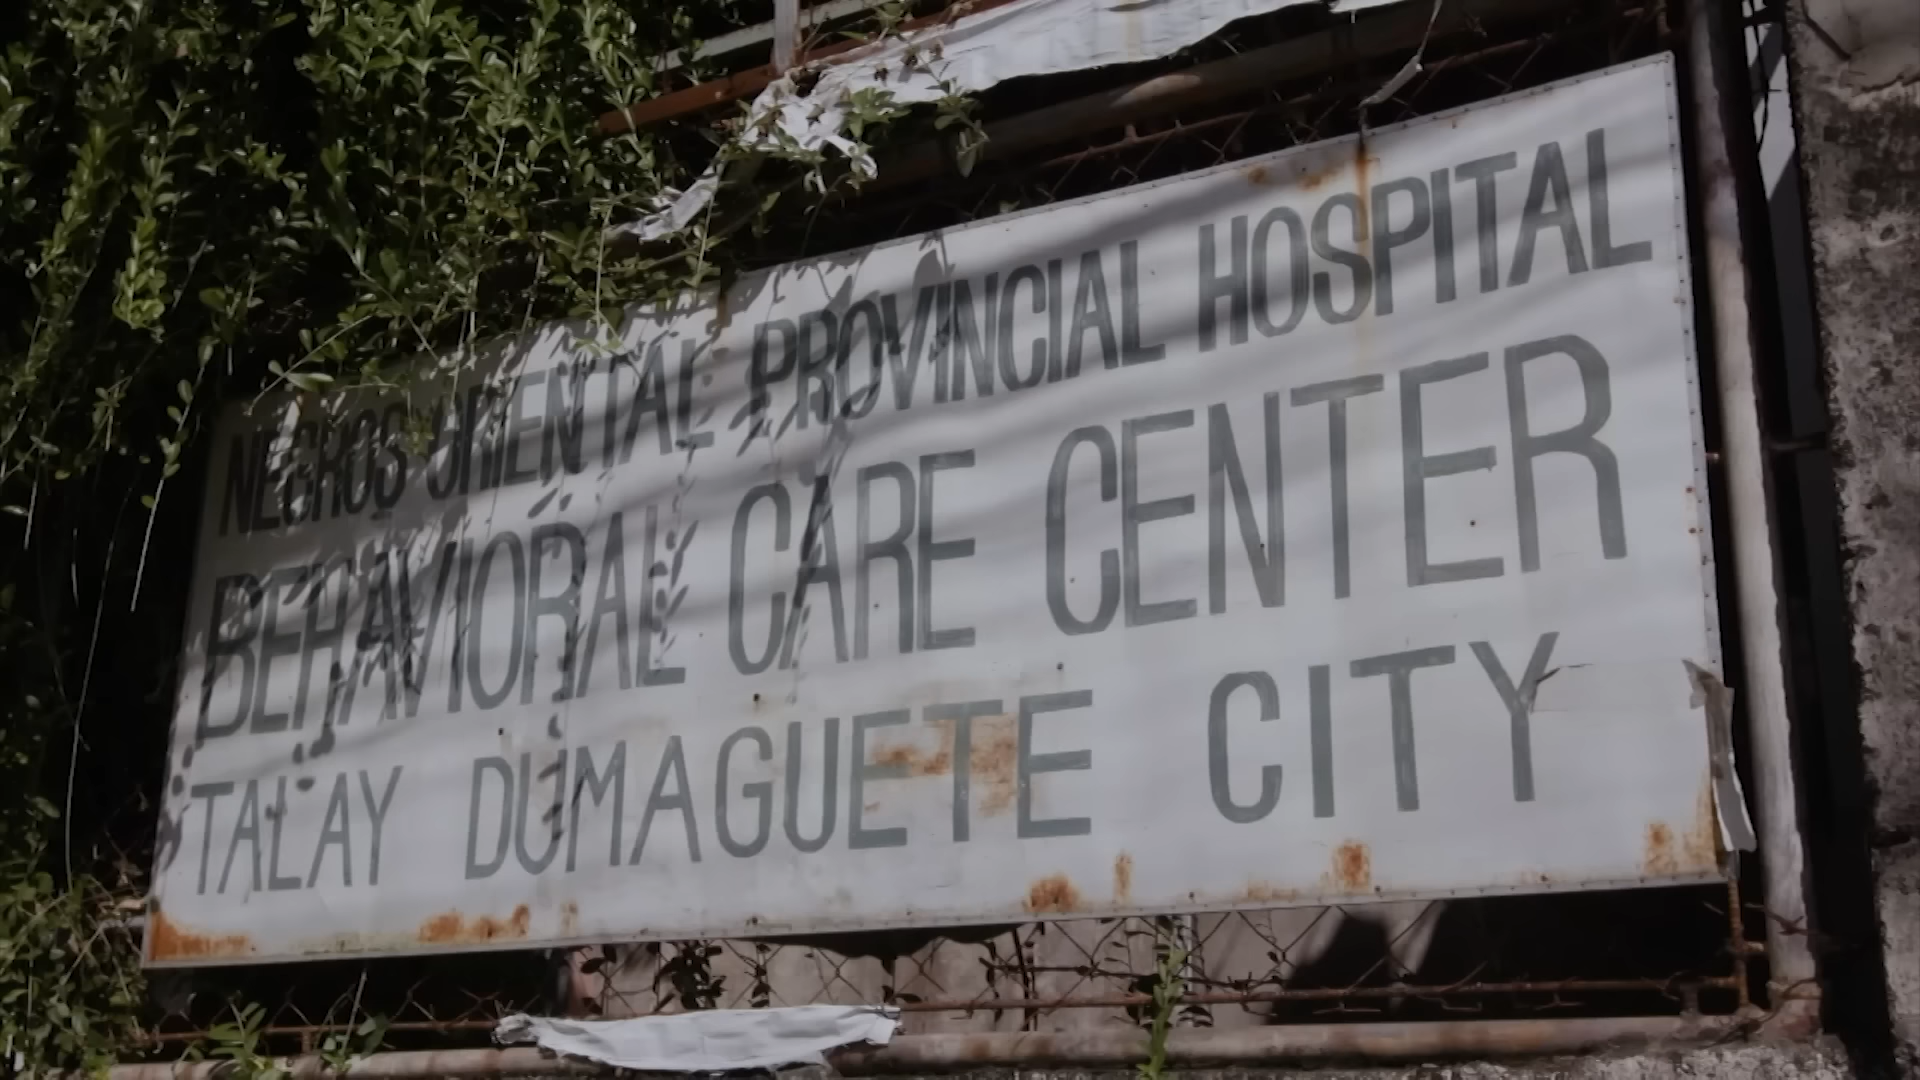 NEGROS ORIENTAL PROVINCIAL HOSPITAL
BEHAVIORAL CARE CENTER
TALAY DUMAGUETE CITY